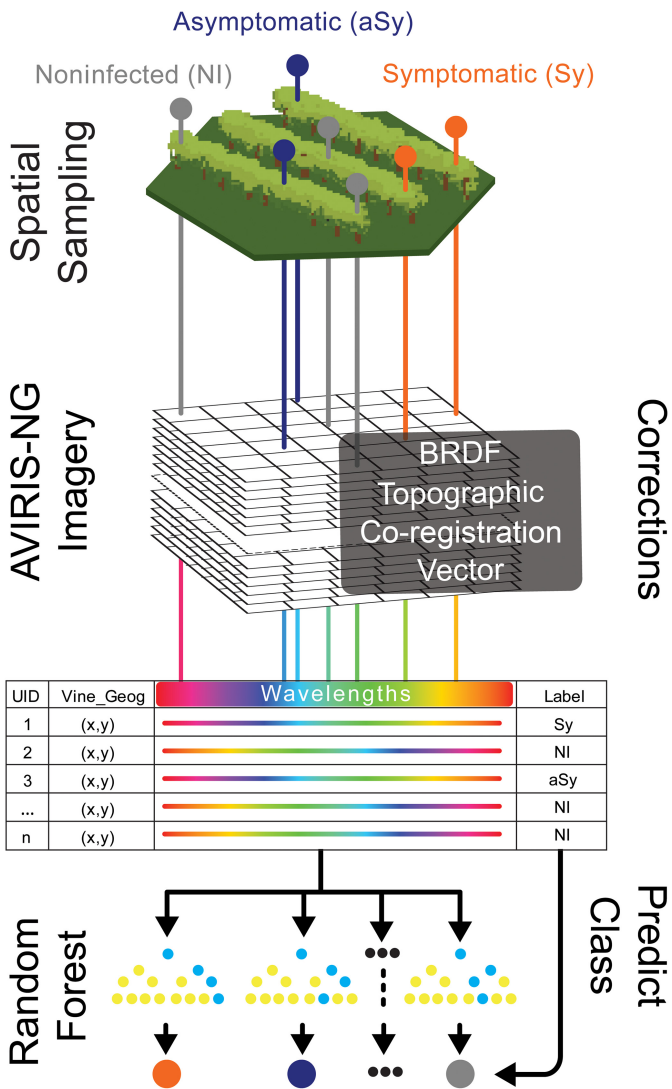 Asymptomatic (aSy)
Noninfected (NI)
Symptomatic (Sy)
Spatial
Sampling
AVIRIS-NG
Imagery
BRDF
Topographic
Co-registration
Vector
Corrections
UID Vine_Geog Wavelengths Label
1 (x,y) Sy
2 (x,y) NI
3 (x,y) aSy
... (x,y) NI
n (x,y) NI
Random
Forest
Predict
Class